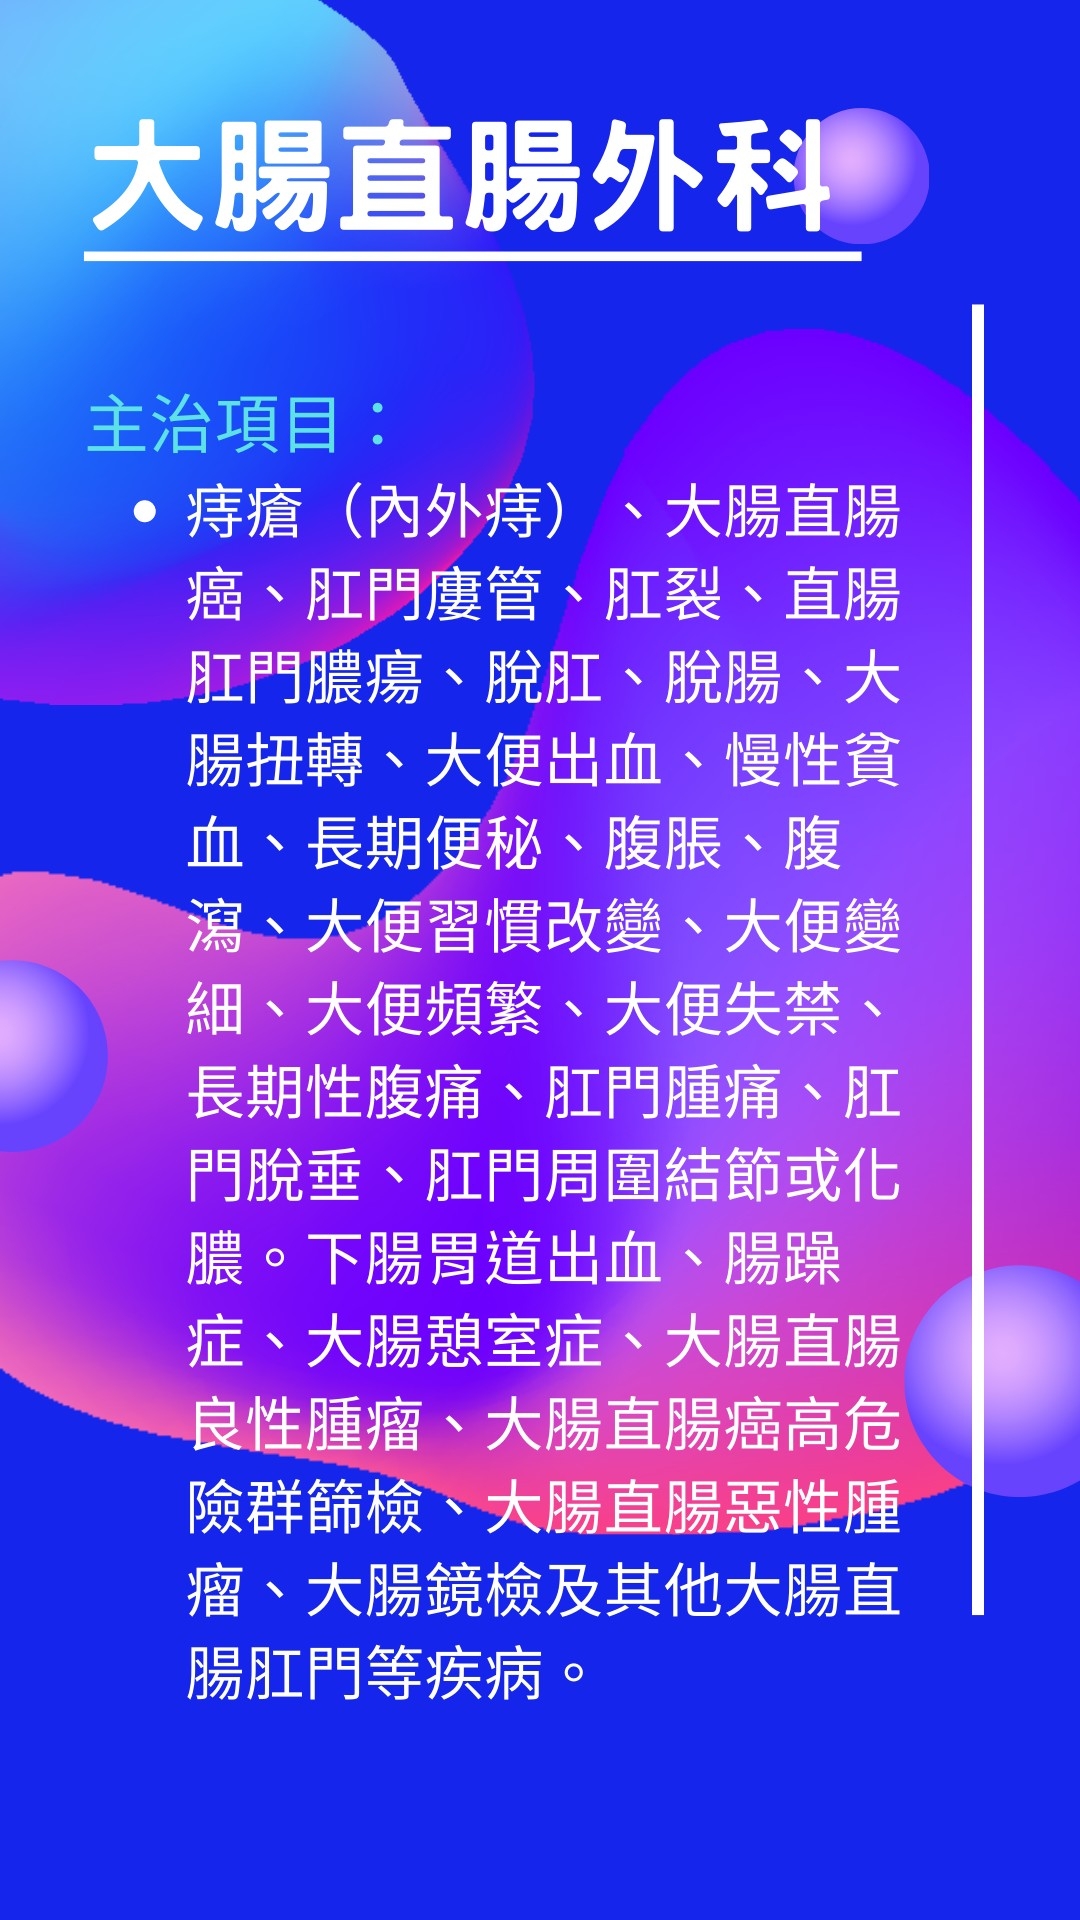 大腸直腸外科
主治項目：
• 痔瘡（內外痔）、大腸直腸
癌、肛門廔管、肛裂、直腸
肛門膿瘍、脫肛、脫腸、大
腸扭轉、大便出血、慢性貧
血、長期便秘、腹脹、腹
瀉、大便習慣改變、大便變
細、大便頻繁、大便失禁、
長期性腹痛、肛門腫痛、肛
門脫垂、肛門周圍結節或化
膿。下腸胃道出血、腸躁
症、大腸憩室症、大腸直腸
良性腫瘤、大腸直腸癌高危
險群篩檢、大腸直腸惡性腫
瘤、大腸鏡檢及其他大腸直
腸肛門等疾病。